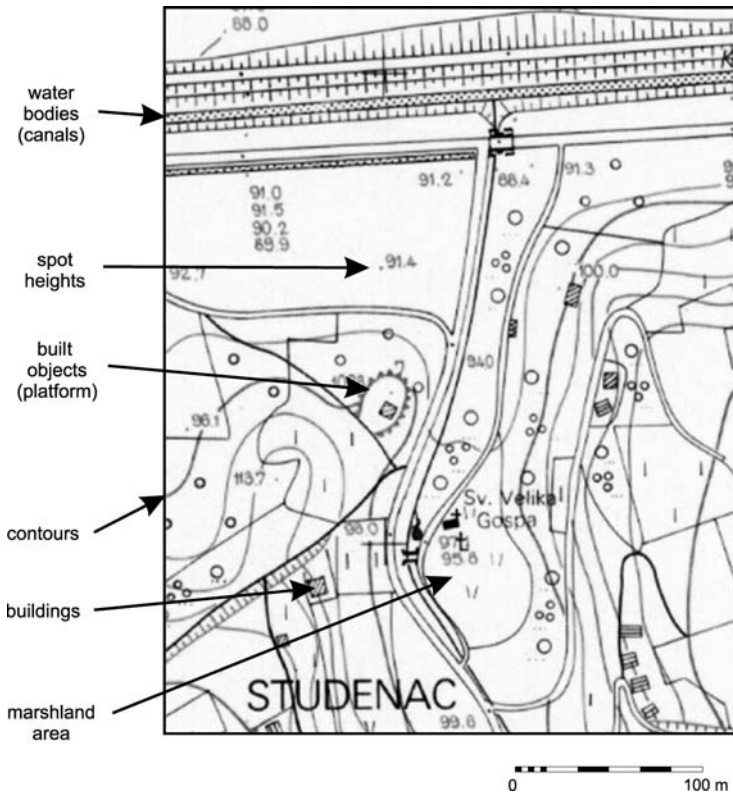 88.0
K
water
bodies
(canals)
91.2
88.4
91.3
91.0
91.5
90.2
89.9
spot
heights
92.7
91.4
100.0
built
objects
(platform)
94.0
96.1
113.7
Sv. Velika
Gospa
contours
98.0
95.6
buildings
STUDENAC
marshland
area
99.6
0 100 m